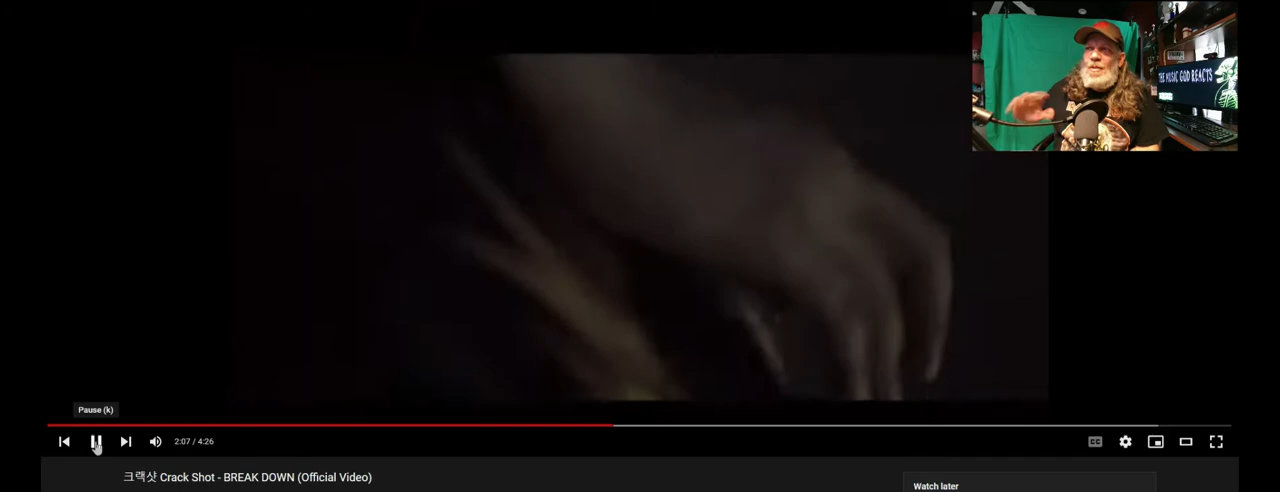 THE MUSIC GOD REACTS
Pause (k)
2:07 / 4:26
CC
크랙샷 Crack Shot - BREAK DOWN (Official Video)
Watch later